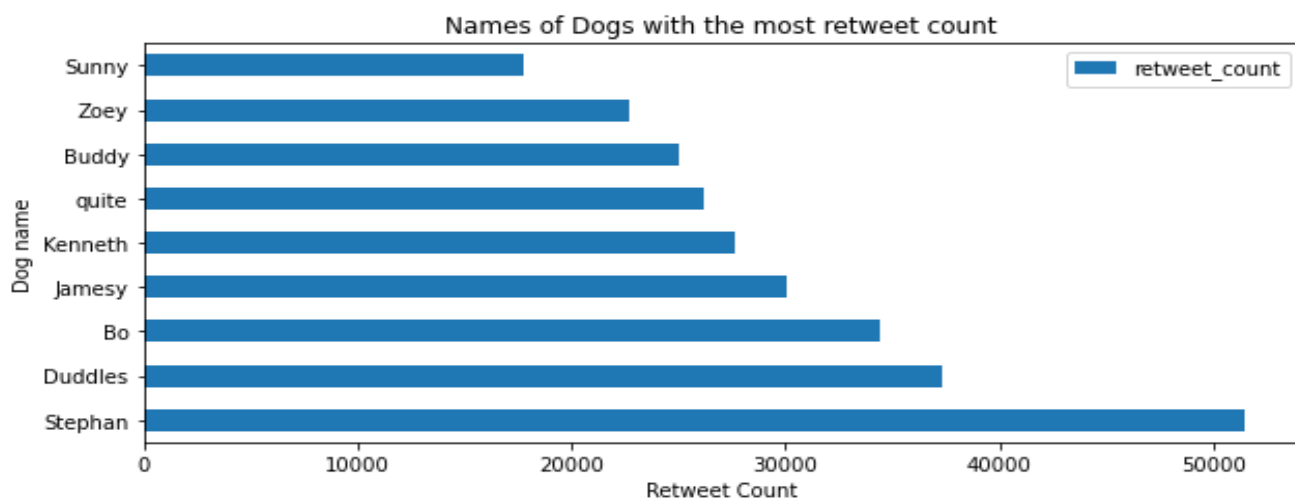 Names of Dogs with the most retweet count
retweet_count
Dog name
Sunny
Zoey
Buddy
quite
Kenneth
Jamesy
Bo
Duddles
Stephan
0 10000 20000 30000 40000 50000
Retweet Count